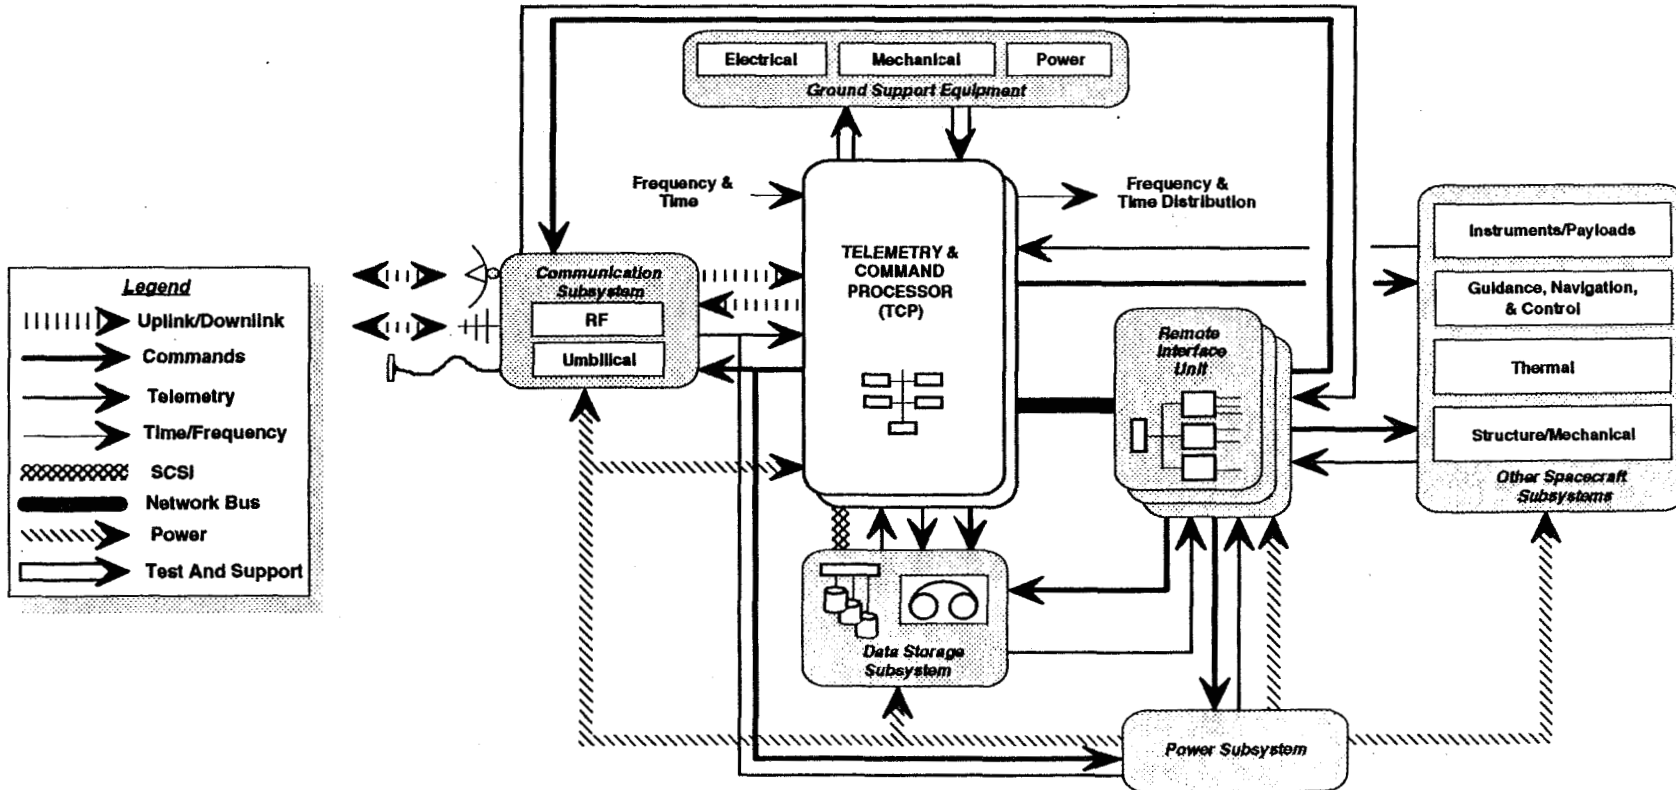 Electrical
Mechanical
Power
Ground Support Equipment
Frequency &
Time
Frequency &
Time Distribution
TELEMETRY &
COMMAND
PROCESSOR
(TCP)
Communication
Subsystem
RF
Umbilical
Legend
Uplink/Downlink
Commands
Telemetry
Time/Frequency
SCSI
Network Bus
Power
Test And Support
Remote
Interface
Unit
Instruments/Payloads
Guidance, Navigation,
& Control
Thermal
Structure/Mechanical
Other Spacecraft
Subsystems
Data Storage
Subsystem
Power Subsystem